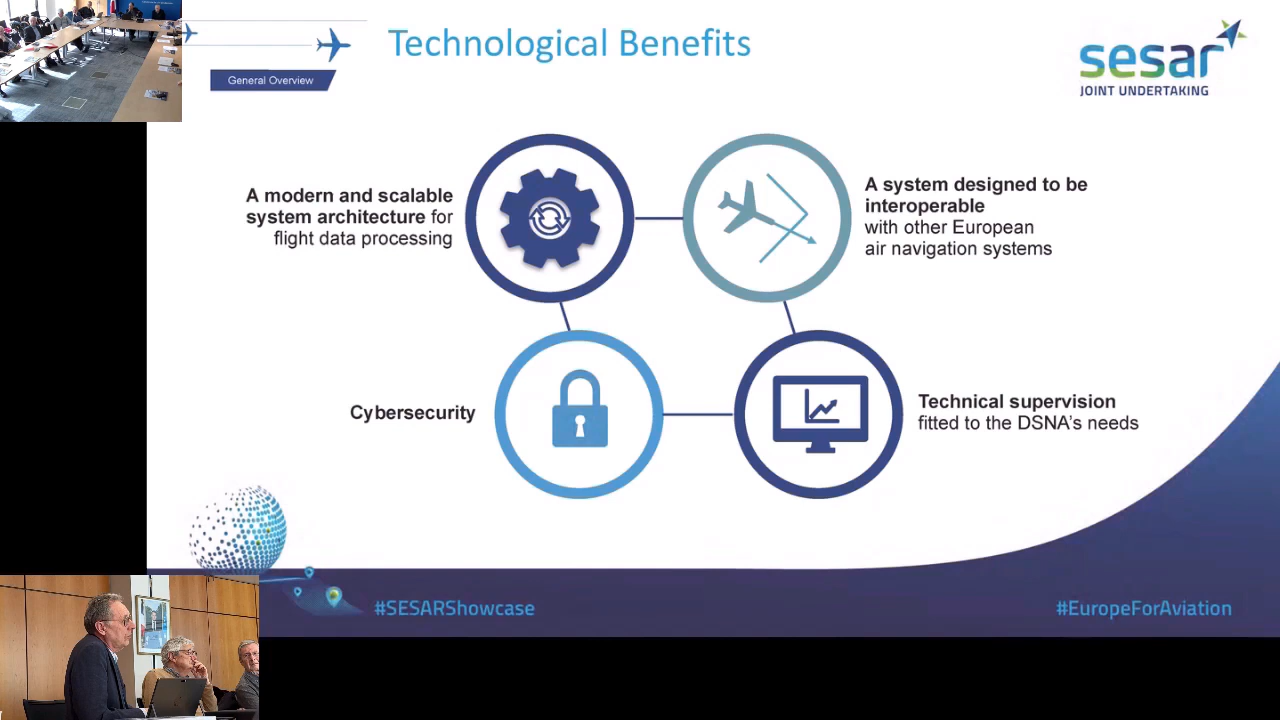 Technological Benefits
General Overview
sesar
JOINT UNDERTAKING
A modern and scalable
system architecture for
flight data processing
A system designed to be
interoperable
with other European
air navigation systems
Cybersecurity
Technical supervision
fitted to the DSNA's needs
#SESARShowcase
#EuropeForAviation